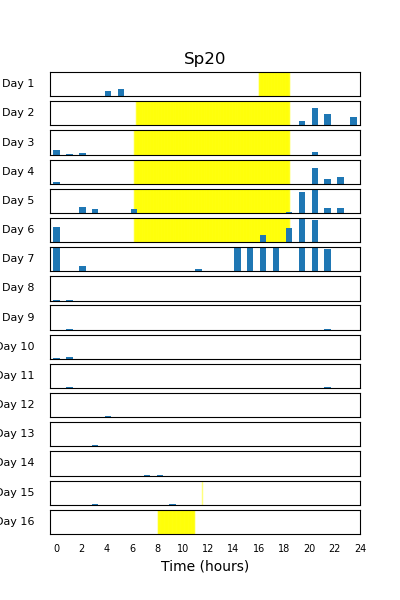 Sp20
Day 1
Day 2
Day 3
Day 4
Day 5
Day 6
Day 7
Day 8
Day 9
Day 10
Day 11
Day 12
Day 13
Day 14
Day 15
Day 16
0 2 4 6 8 10 12 14 16 18 20 22 24
Time (hours)